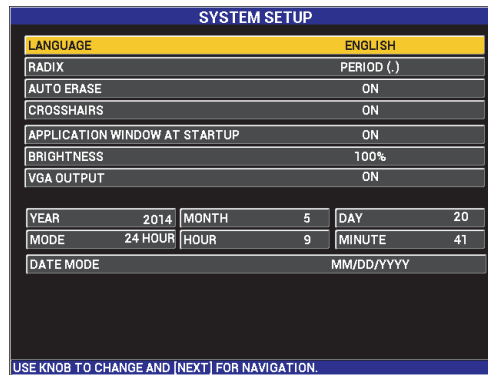 SYSTEM SETUP
LANGUAGE ENGLISH
RADIX PERIOD (.)
AUTO ERASE ON
CROSSHAIRS ON
APPLICATION WINDOW AT STARTUP ON
BRIGHTNESS 100%
VGA OUTPUT ON
YEAR 2014 MONTH 5 DAY 20
MODE 24 HOUR HOUR 9 MINUTE 41
DATE MODE MM/DD/YYYY
USE KNOB TO CHANGE AND [NEXT] FOR NAVIGATION.